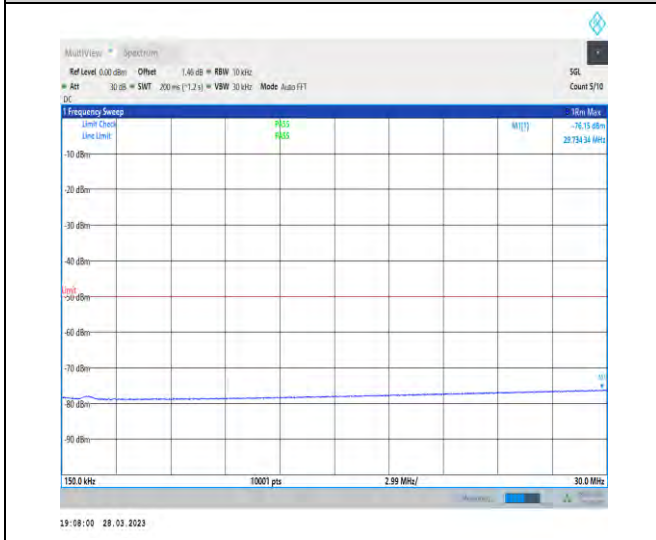 MultiView Spectrum
Ref Level 0.00 dBm Offset 1.46 dB RBW 10 kHz SGL
Att 30 dB SWT 200 ms (~1.2 s) VBW 30 kHz Mode Auto FFT Count 5/10
DC
1 Frequency Sweep 1Rm Max
Limit Check PASS M1[1] -76.15 dBm
Line Limit PASS 29.734 34 MHz
-10 dBm
-20 dBm
-30 dBm
-40 dBm
Limit
-50 dBm
-60 dBm
-70 dBm
M1
-80 dBm
-90 dBm
150.0 kHz 10001 pts 2.99 MHz/ 30.0 MHz
19:08:00 28.03.2023